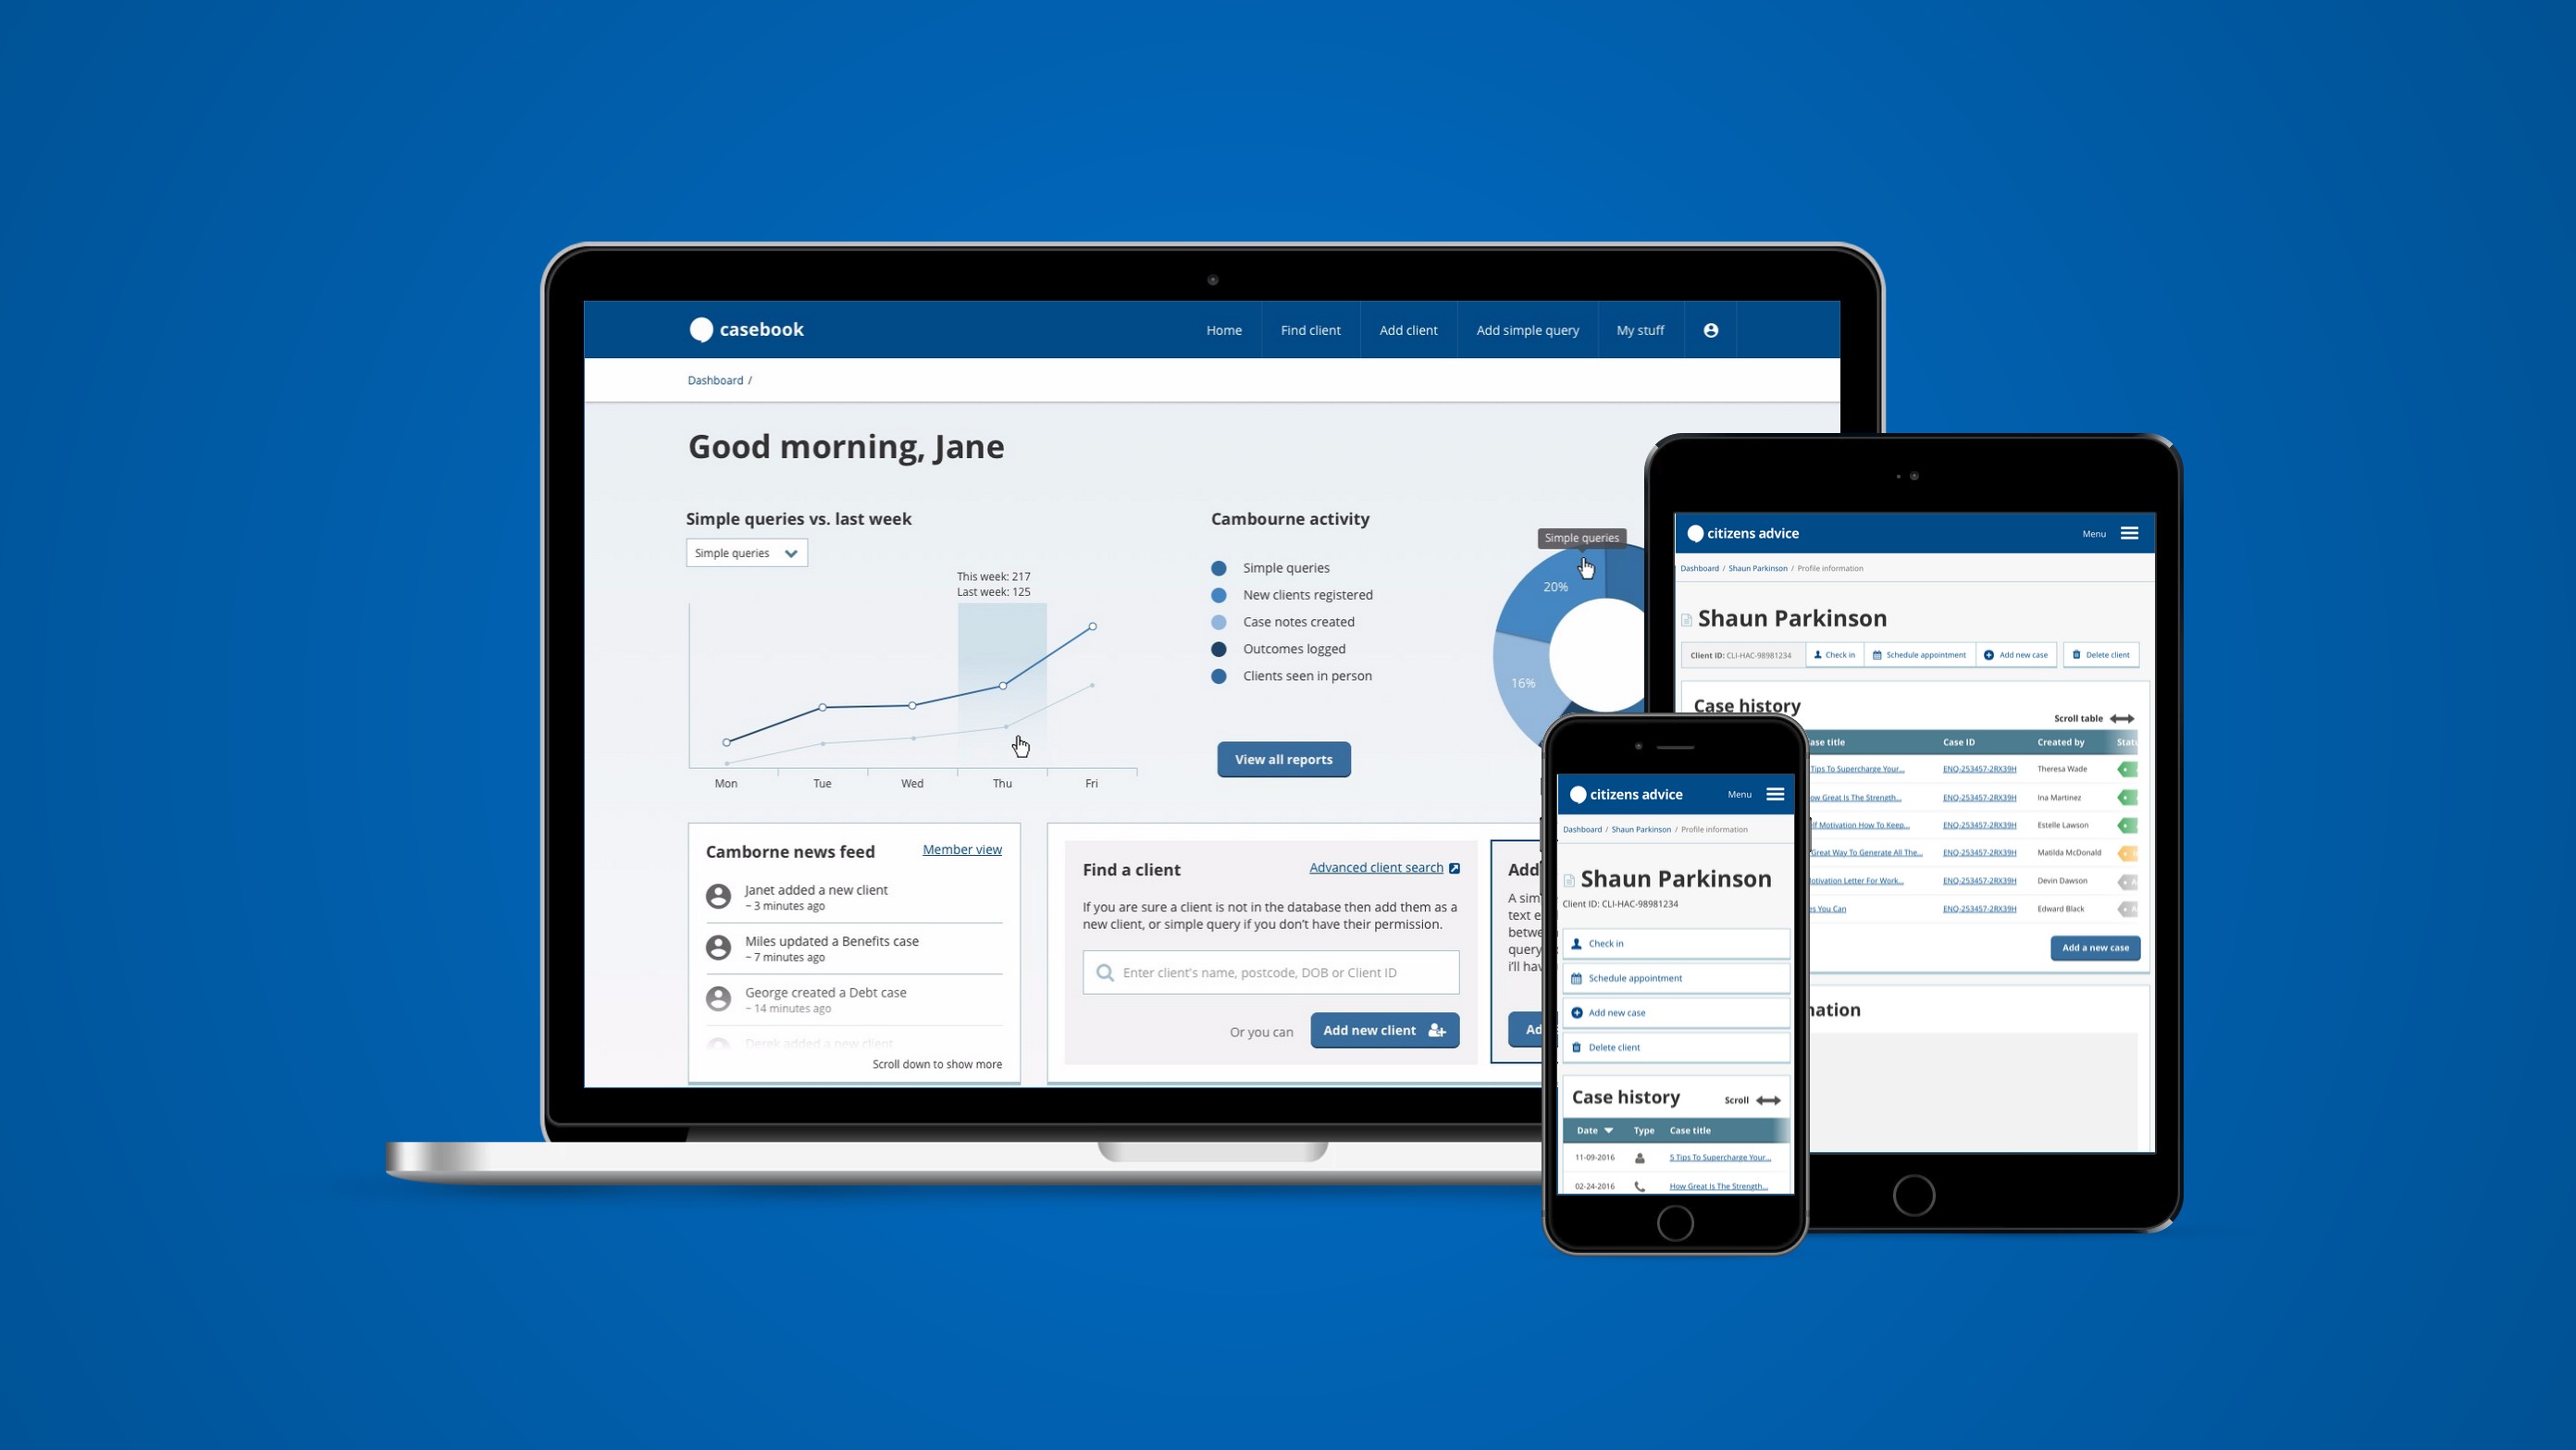 casebook
Home
Find client
Add client
Add simple query
My stuff
Dashboard /
Good morning, Jane
Simple queries vs. last week
Simple queries
This week: 217
Last week: 125
Mon
Tue
Wed
Thu
Fri
Cambourne activity
Simple queries
New clients registered
Case notes created
Outcomes logged
Clients seen in person
View all reports
Simple queries
20%
16%
Camborne news feed
Member view
Janet added a new client
~ 3 minutes ago
Miles updated a Benefits case
~ 7 minutes ago
George created a Debt case
~ 14 minutes ago
Derek added a new client
Scroll down to show more
Find a client
Advanced client search
If you are sure a client is not in the database then add them as a
new client, or simple query if you don't have their permission.
Enter client's name, postcode, DOB or Client ID
Or you can
Add new client
Add
A sim
text e
betwe
query
i'll hav
Ad
citizens advice
Menu
Dashboard / Shaun Parkinson / Profile information
Shaun Parkinson
Client ID: CLI-HAC-98981234
Check in
Schedule appointment
Add new case
Delete client
Case history
Scroll table
ase title
Case ID
Created by
Statu
Tips To Supercharge Your...
ENQ-253457-2RX39H
Theresa Wade
ow Great Is The Strength...
ENQ-253457-2RX39H
Ina Martinez
lf Motivation How To Keep...
ENQ-253457-2RX39H
Estelle Lawson
Great Way To Generate All The...
ENQ-253457-2RX39H
Matilda McDonald
otivation Letter For Work...
ENQ-253457-2RX39H
Devin Dawson
es You Can
ENQ-253457-2RX39H
Edward Black
Add a new case
mation
citizens advice
Menu
Dashboard / Shaun Parkinson / Profile information
Shaun Parkinson
Client ID: CLI-HAC-98981234
Check in
Schedule appointment
Add new case
Delete client
Case history
Scroll
Date
Type
Case title
11-09-2016
5 Tips To Supercharge Your...
02-24-2016
How Great Is The Strength...